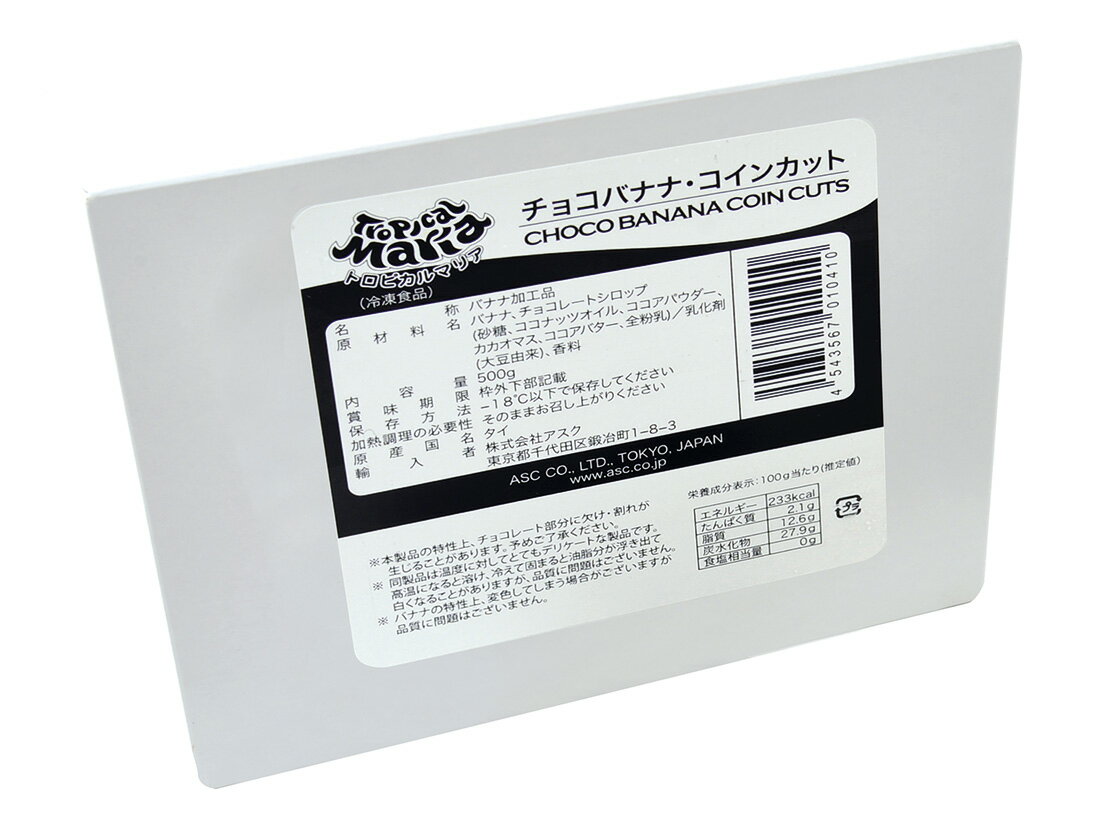 Tropical
Maria
トロピカルマリア
(冷凍食品)
チョコバナナ・コインカット
CHOCO BANANA COIN CUTS
名称 バナナ加工品
原材料名 バナナ、チョコレートシロップ
(砂糖、ココナッツオイル、ココアパウダー、
カカオマス、ココアバター、全粉乳)/乳化剤
(大豆由来)、香料
内容量 500g
賞味期限 枠外下部記載
保存方法 -18℃以下で保存してください
加熱調理の必要性 そのままお召し上がりください
原産国名 タイ
輸入者 株式会社アスク
東京都千代田区鍛冶町1-8-3
ASC CO., LTD., TOKYO, JAPAN
www.asc.co.jp
4 543567 010410
※本製品の特性上、チョコレート部分に欠け・割れが
生じることがあります。予めご了承ください。
※ 同製品は温度に対してとてもデリケートな製品です。
高温になると溶け、冷えて固まると油脂分が浮き出て
白くなることがありますが、品質に問題はございません。
※ バナナの特性上、変色してしまう場合がございますが
品質に問題はございません。
栄養成分表示:100g当たり(推定値)
エネルギー 233kcal
たんぱく質 2.1g
脂質 12.6g
炭水化物 27.9g
食塩相当量 0g
プラ